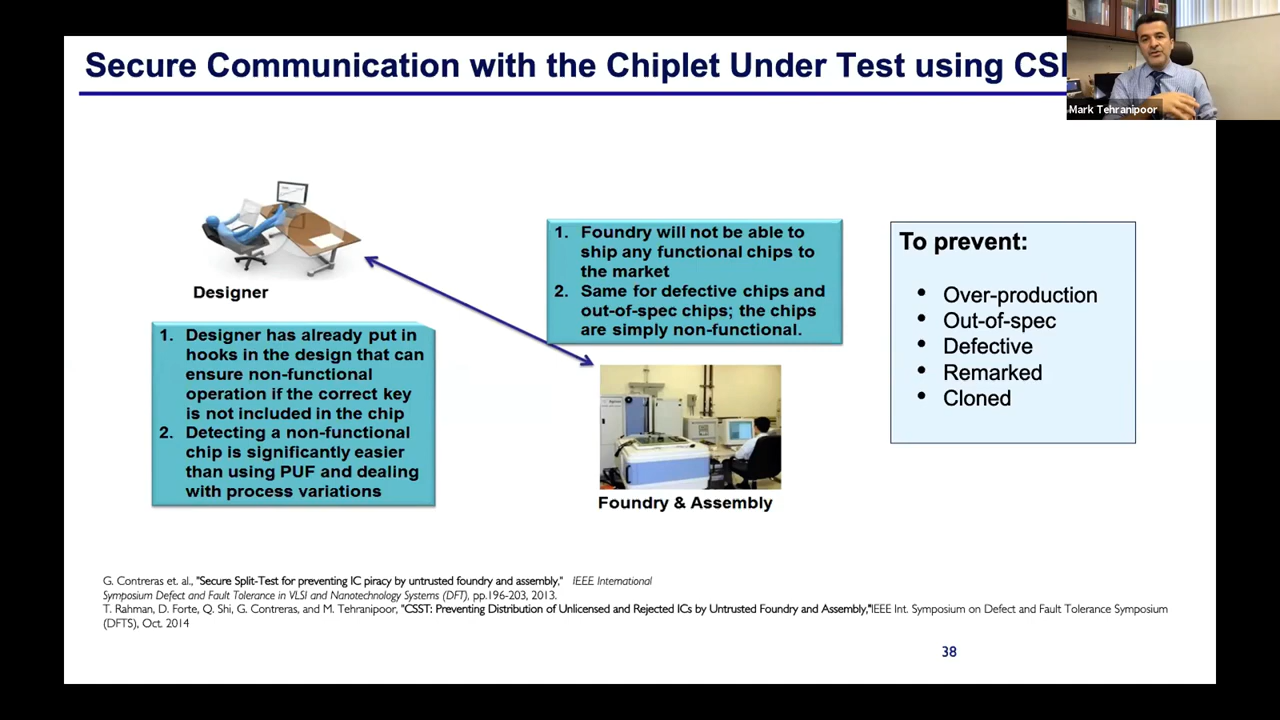 Secure Communication with the Chiplet Under Test using
Mark Tehranipoor
Designer
1. Designer has already put in
hooks in the design that can
ensure non-functional
operation if the correct key
is not included in the chip
2. Detecting a non-functional
chip is significantly easier
than using PUF and dealing
with process variations
1. Foundry will not be able to
ship any functional chips to
the market
2. Same for defective chips and
out-of-spec chips; the chips
are simply non-functional.
Foundry & Assembly
To prevent:
• Over-production
• Out-of-spec
• Defective
• Remarked
• Cloned
G. Contreras et. al., "Secure Split-Test for preventing IC piracy by untrusted foundry and assembly," IEEE International
Symposium Defect and Fault Tolerance in VLSI and Nanotechnology Systems (DFT), pp.196-203, 2013.
T. Rahman, D. Forte, Q. Shi, G. Contreras, and M. Tehranipoor, "CSST: Preventing Distribution of Unlicensed and Rejected ICs by Untrusted Foundry and Assembly,"IEEE Int. Symposium on Defect and Fault Tolerance Symposium
(DFTS), Oct. 2014
38